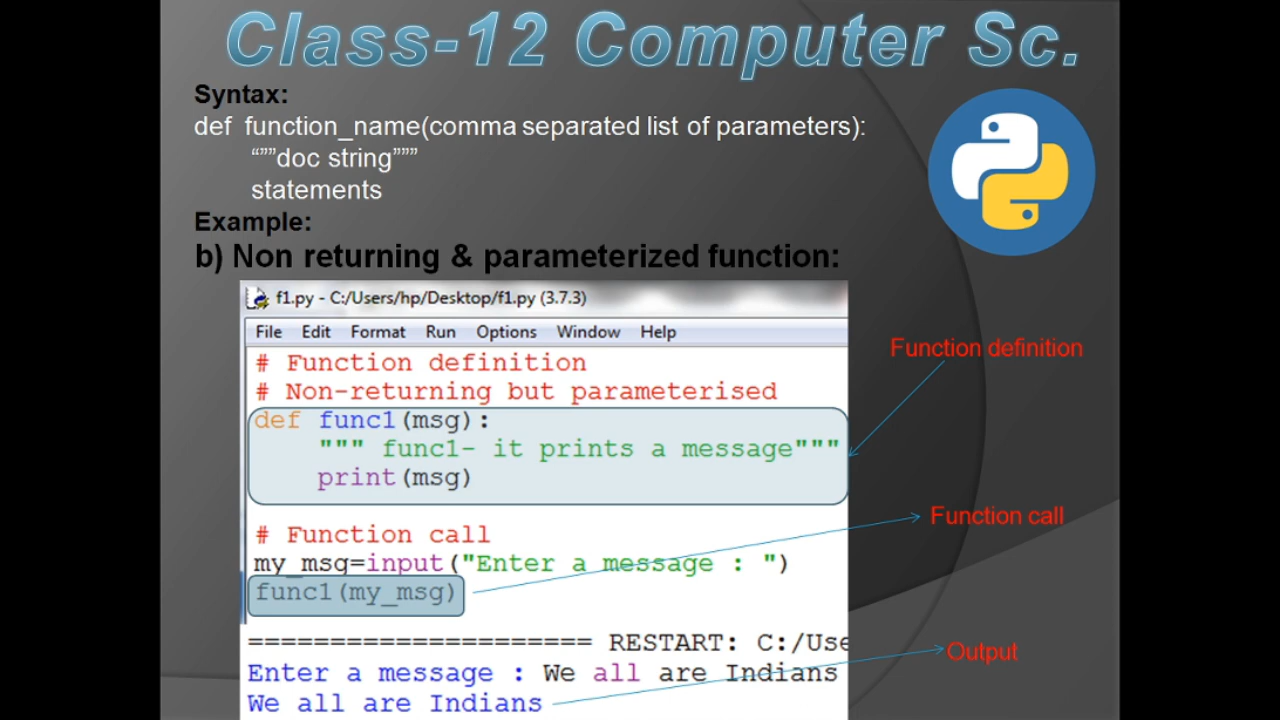 Class-12 Computer Sc.
Syntax:
def function_name(comma separated list of parameters):
“””doc string”””
statements
Example:
b) Non returning & parameterized function:
f1.py - C:/Users/hp/Desktop/f1.py (3.7.3)
File Edit Format Run Options Window Help
# Function definition
# Non-returning but parameterised
def func1(msg):
""" func1- it prints a message"""
print(msg)
# Function call
my_msg=input("Enter a message : ")
func1(my_msg)
===================== RESTART: C:/Use
Enter a message : We all are Indians
We all are Indians
Function definition
Function call
Output